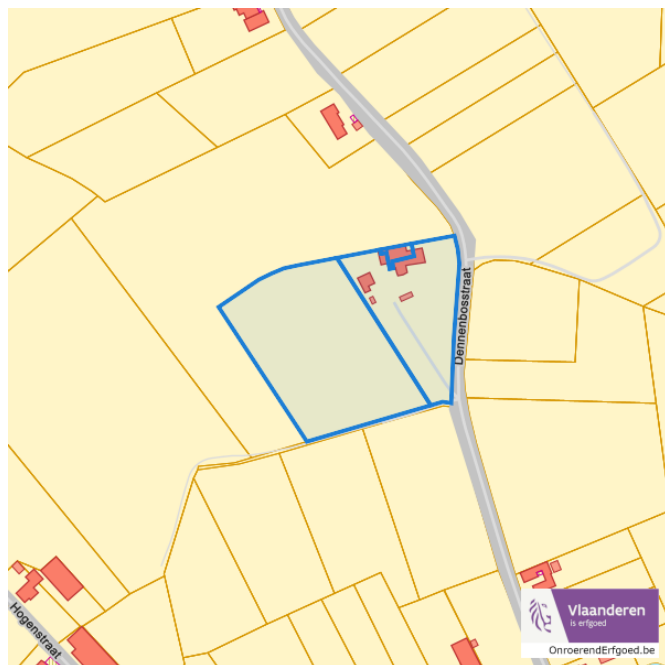 Dennenbosstraat
Hogenstraat
Vlaanderen
is erfgoed
OnroerendErfgoed.be